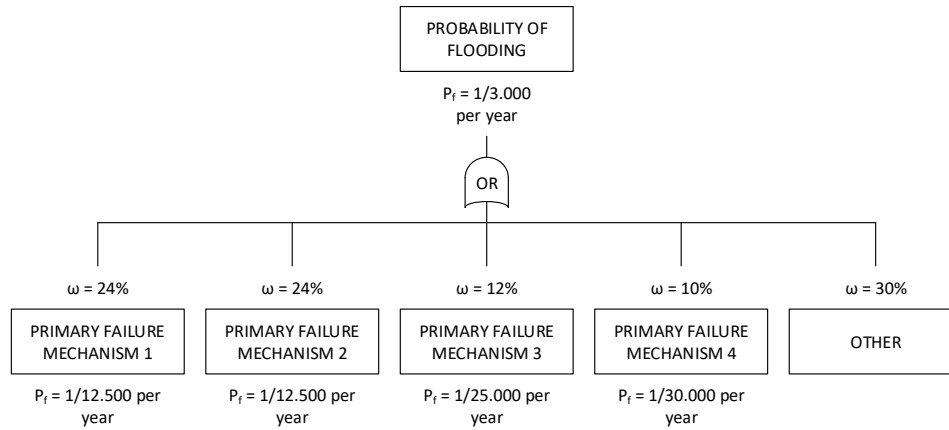 PROBABILITY OF
FLOODING
Pf = 1/3.000
per year
OR
ω = 24%
ω = 24%
ω = 12%
ω = 10%
ω = 30%
PRIMARY FAILURE
MECHANISM 1
PRIMARY FAILURE
MECHANISM 2
PRIMARY FAILURE
MECHANISM 3
PRIMARY FAILURE
MECHANISM 4
OTHER
Pf = 1/12.500 per
year
Pf = 1/12.500 per
year
Pf = 1/25.000 per
year
Pf = 1/30.000 per
year